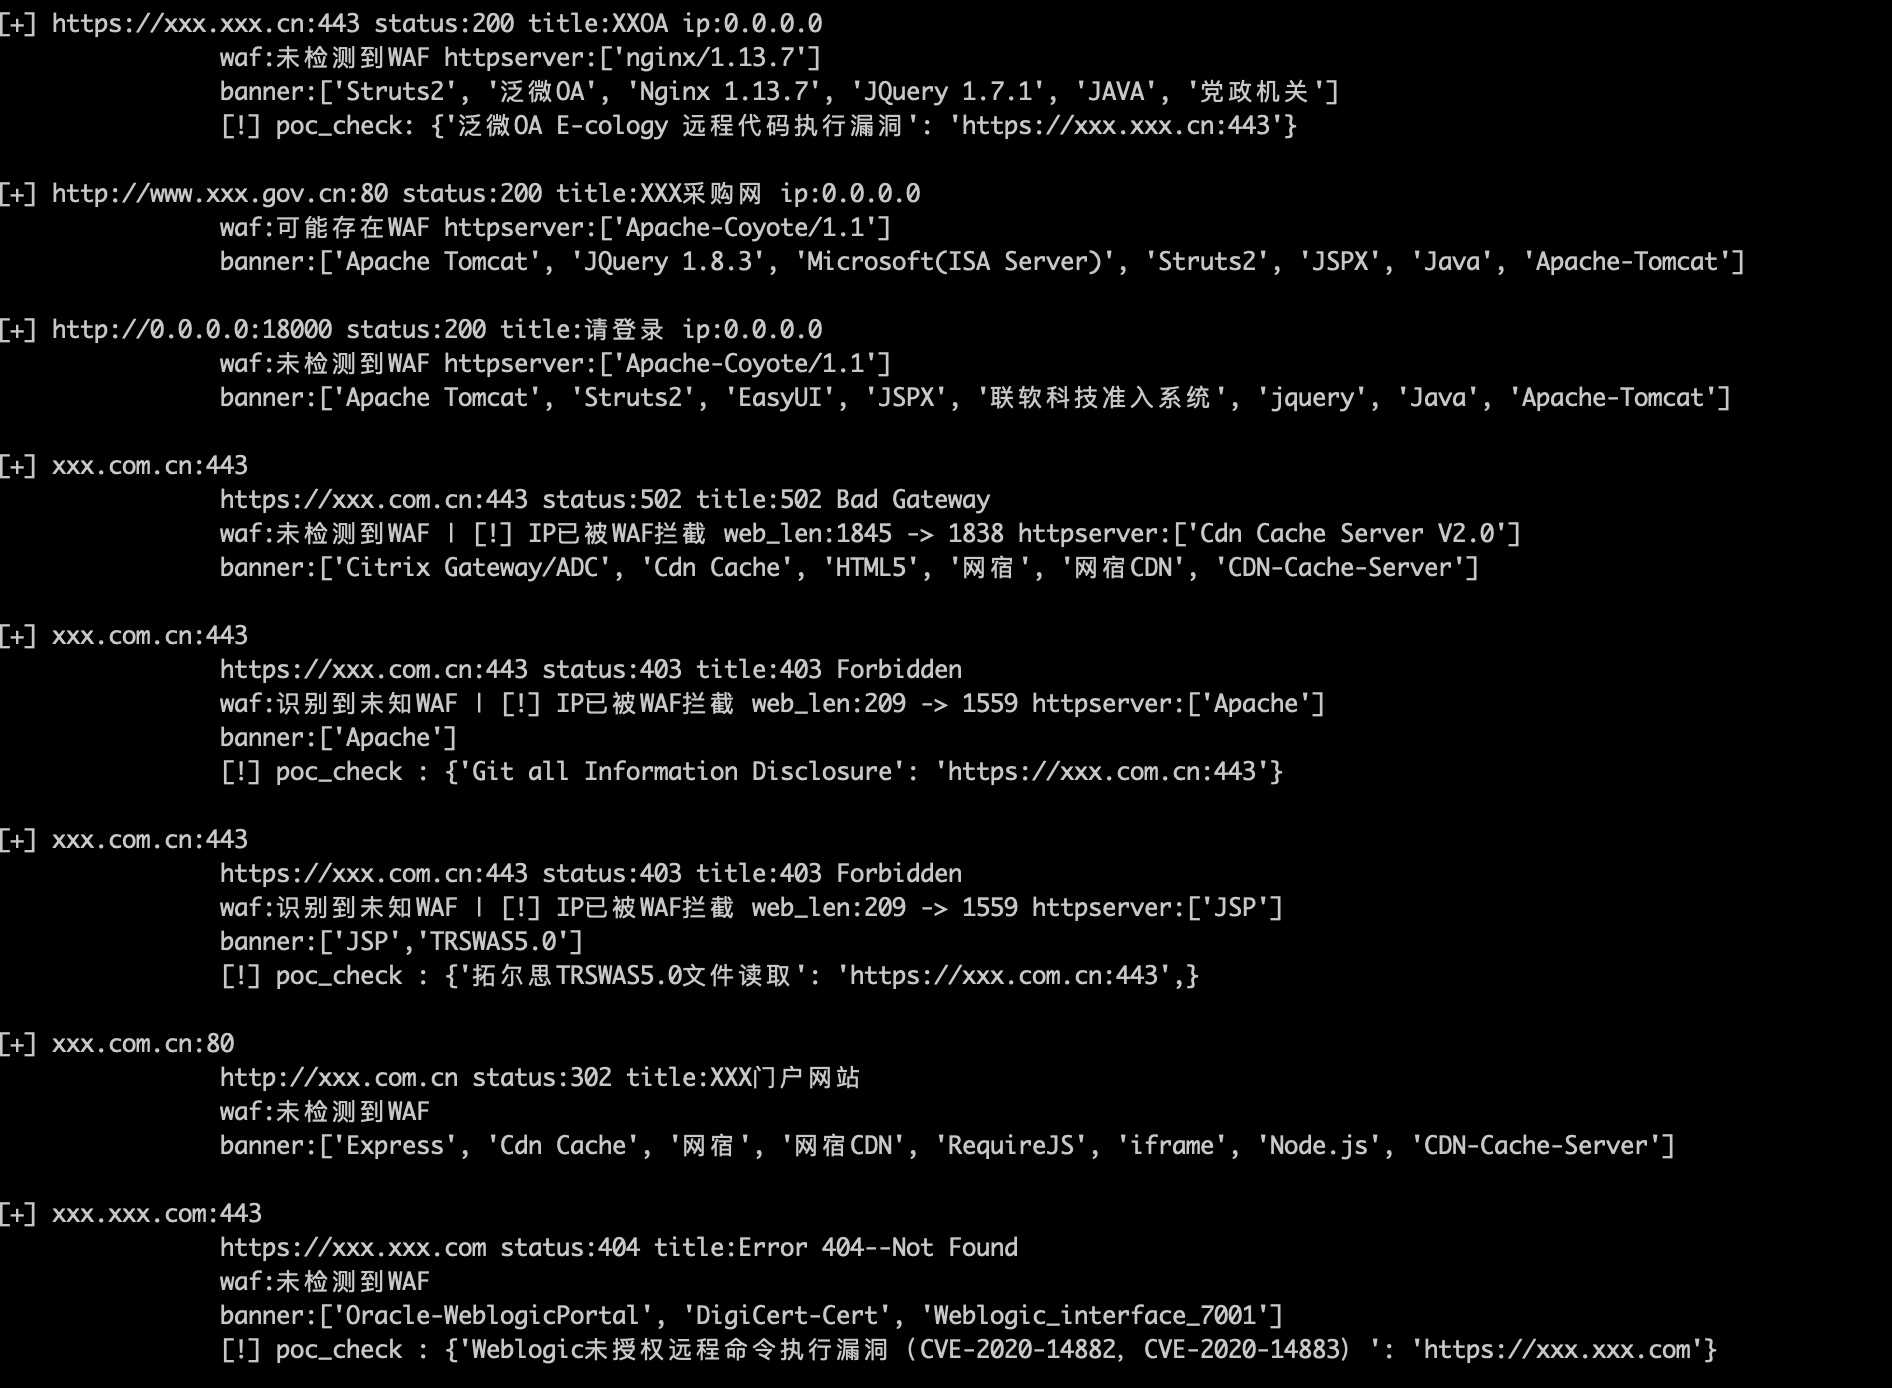 [+] https://xxx.xxx.cn:443 status:200 title:XXOA ip:0.0.0.0
waf:未检测到WAF httpserver:['nginx/1.13.7']
banner:['Struts2', '泛微OA', 'Nginx 1.13.7', 'JQuery 1.7.1', 'JAVA', '党政机关']
[!] poc_check: {'泛微OA E-cology 远程代码执行漏洞': 'https://xxx.xxx.cn:443'}
[+] http://www.xxx.gov.cn:80 status:200 title:XXX采购网 ip:0.0.0.0
waf:可能存在WAF httpserver:['Apache-Coyote/1.1']
banner:['Apache Tomcat', 'JQuery 1.8.3', 'Microsoft(ISA Server)', 'Struts2', 'JSPX', 'Java', 'Apache-Tomcat']
[+] http://0.0.0.0:18000 status:200 title:请登录 ip:0.0.0.0
waf:未检测到WAF httpserver:['Apache-Coyote/1.1']
banner:['Apache Tomcat', 'Struts2', 'EasyUI', 'JSPX', '联软科技准入系统', 'jquery', 'Java', 'Apache-Tomcat']
[+] xxx.com.cn:443
https://xxx.com.cn:443 status:502 title:502 Bad Gateway
waf:未检测到WAF | [!] IP已被WAF拦截 web_len:1845 -> 1838 httpserver:['Cdn Cache Server V2.0']
banner:['Citrix Gateway/ADC', 'Cdn Cache', 'HTML5', '网宿', '网宿CDN', 'CDN-Cache-Server']
[+] xxx.com.cn:443
https://xxx.com.cn:443 status:403 title:403 Forbidden
waf:识别到未知WAF | [!] IP已被WAF拦截 web_len:209 -> 1559 httpserver:['Apache']
banner:['Apache']
[!] poc_check : {'Git all Information Disclosure': 'https://xxx.com.cn:443'}
[+] xxx.com.cn:443
https://xxx.com.cn:443 status:403 title:403 Forbidden
waf:识别到未知WAF | [!] IP已被WAF拦截 web_len:209 -> 1559 httpserver:['JSP']
banner:['JSP','TRSWAS5.0']
[!] poc_check : {'拓尔思TRSWAS5.0文件读取': 'https://xxx.com.cn:443',}
[+] xxx.com.cn:80
http://xxx.com.cn status:302 title:XXX门户网站
waf:未检测到WAF
banner:['Express', 'Cdn Cache', '网宿', '网宿CDN', 'RequireJS', 'iframe', 'Node.js', 'CDN-Cache-Server']
[+] xxx.xxx.com:443
https://xxx.xxx.com status:404 title:Error 404--Not Found
waf:未检测到WAF
banner:['Oracle-WeblogicPortal', 'DigiCert-Cert', 'Weblogic_interface_7001']
[!] poc_check : {'Weblogic未授权远程命令执行漏洞（CVE-2020-14882，CVE-2020-14883）': 'https://xxx.xxx.com'}